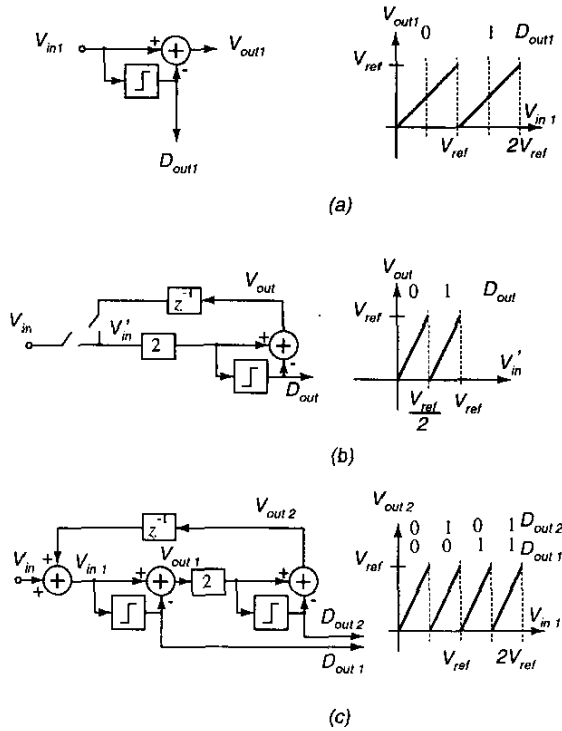 V_in1 + V_out1
-
D_out1
V_out1 0 1 D_out1
V_ref
V_in 1
V_ref 2V_ref
(a)
V_out
z^-1
V_in V'_in 2 +
-
D_out
V_out 0 1 D_out
V_ref
V'_in
V_ref/2 V_ref
(b)
z^-1 V_out 2
V_in + + V_in 1 + V_out 1 2 +
- -
D_out 2
D_out 1
V_out 2
0 1 0 1 D_out 2
0 0 1 1 D_out 1
V_ref
V_in 1
V_ref 2V_ref
(c)